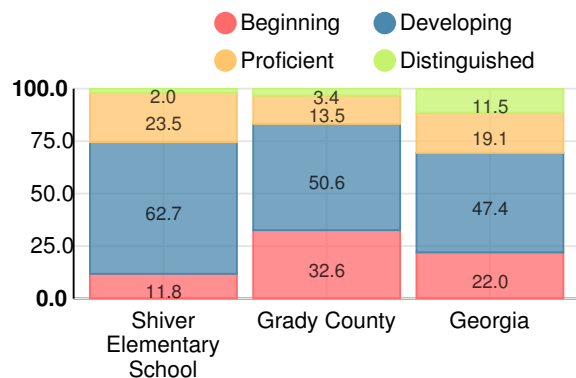 Beginning
Developing
Proficient
Distinguished
100.0
75.0
50.0
25.0
0.0
2.0
23.5
62.7
11.8
3.4
13.5
50.6
32.6
11.5
19.1
47.4
22.0
Shiver
Elementary
School
Grady County
Georgia